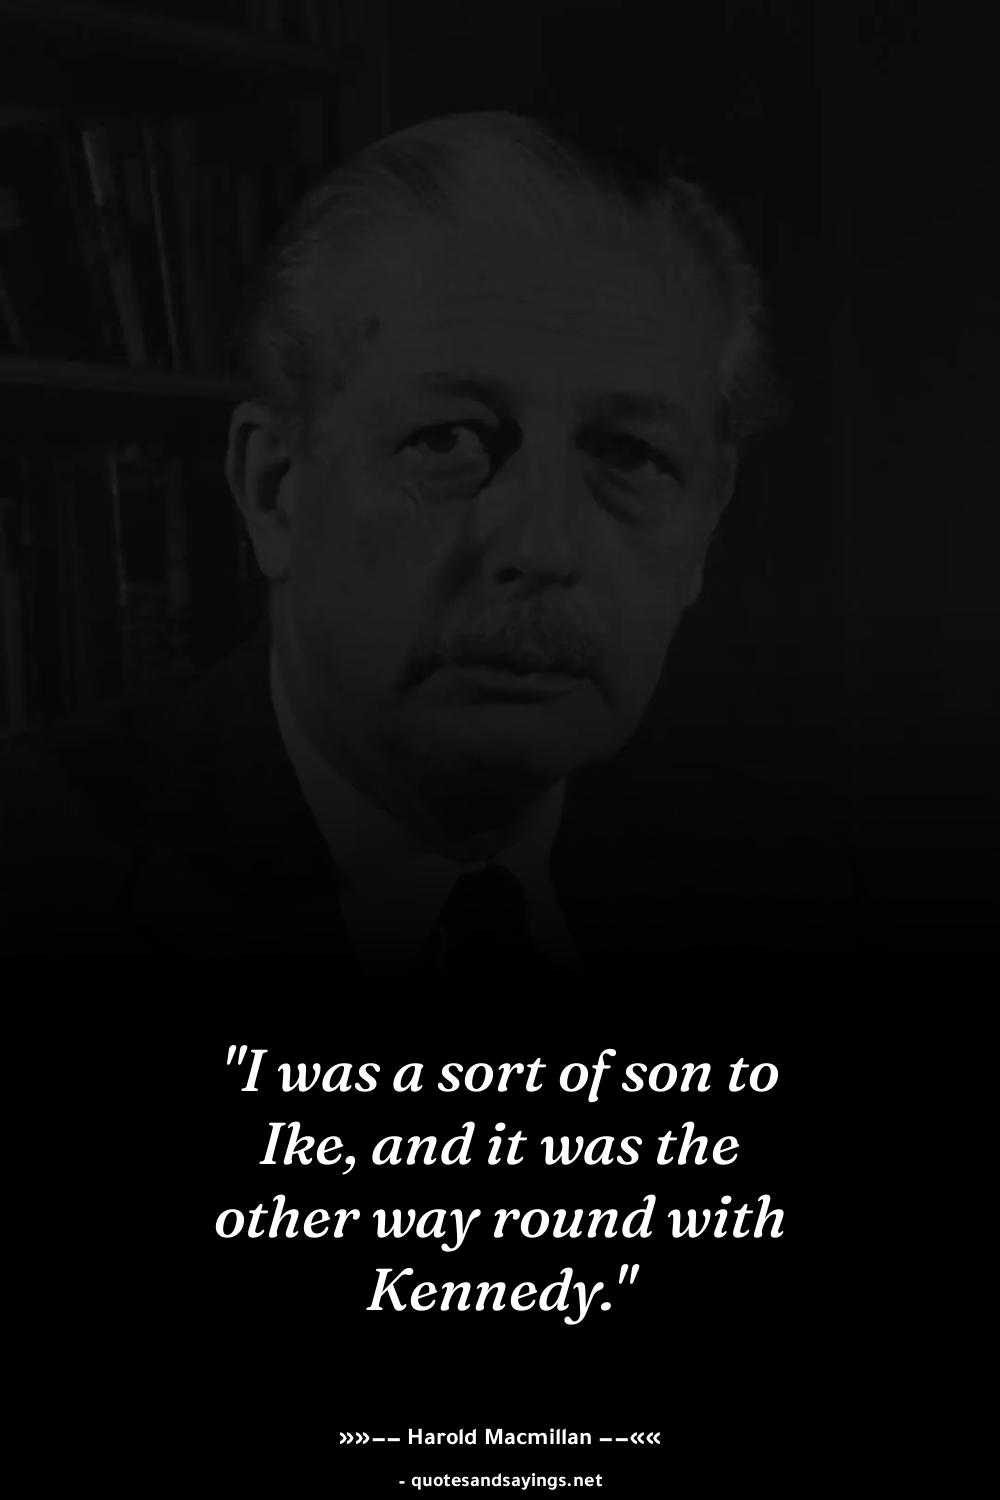 "I was a sort of son to
Ike, and it was the
other way round with
Kennedy."
»»–– Harold Macmillan ––««
- quotesandsayings.net